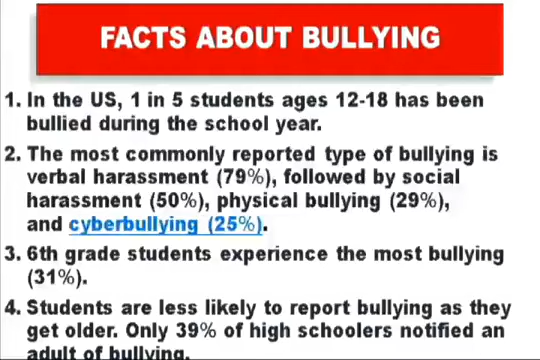 FACTS ABOUT BULLYING
1. In the US, 1 in 5 students ages 12-18 has been
bullied during the school year.
2. The most commonly reported type of bullying is
verbal harassment (79%), followed by social
harassment (50%), physical bullying (29%),
and cyberbullying (25%).
3. 6th grade students experience the most bullying
(31%).
4. Students are less likely to report bullying as they
get older. Only 39% of high schoolers notified an
adult of bullying.